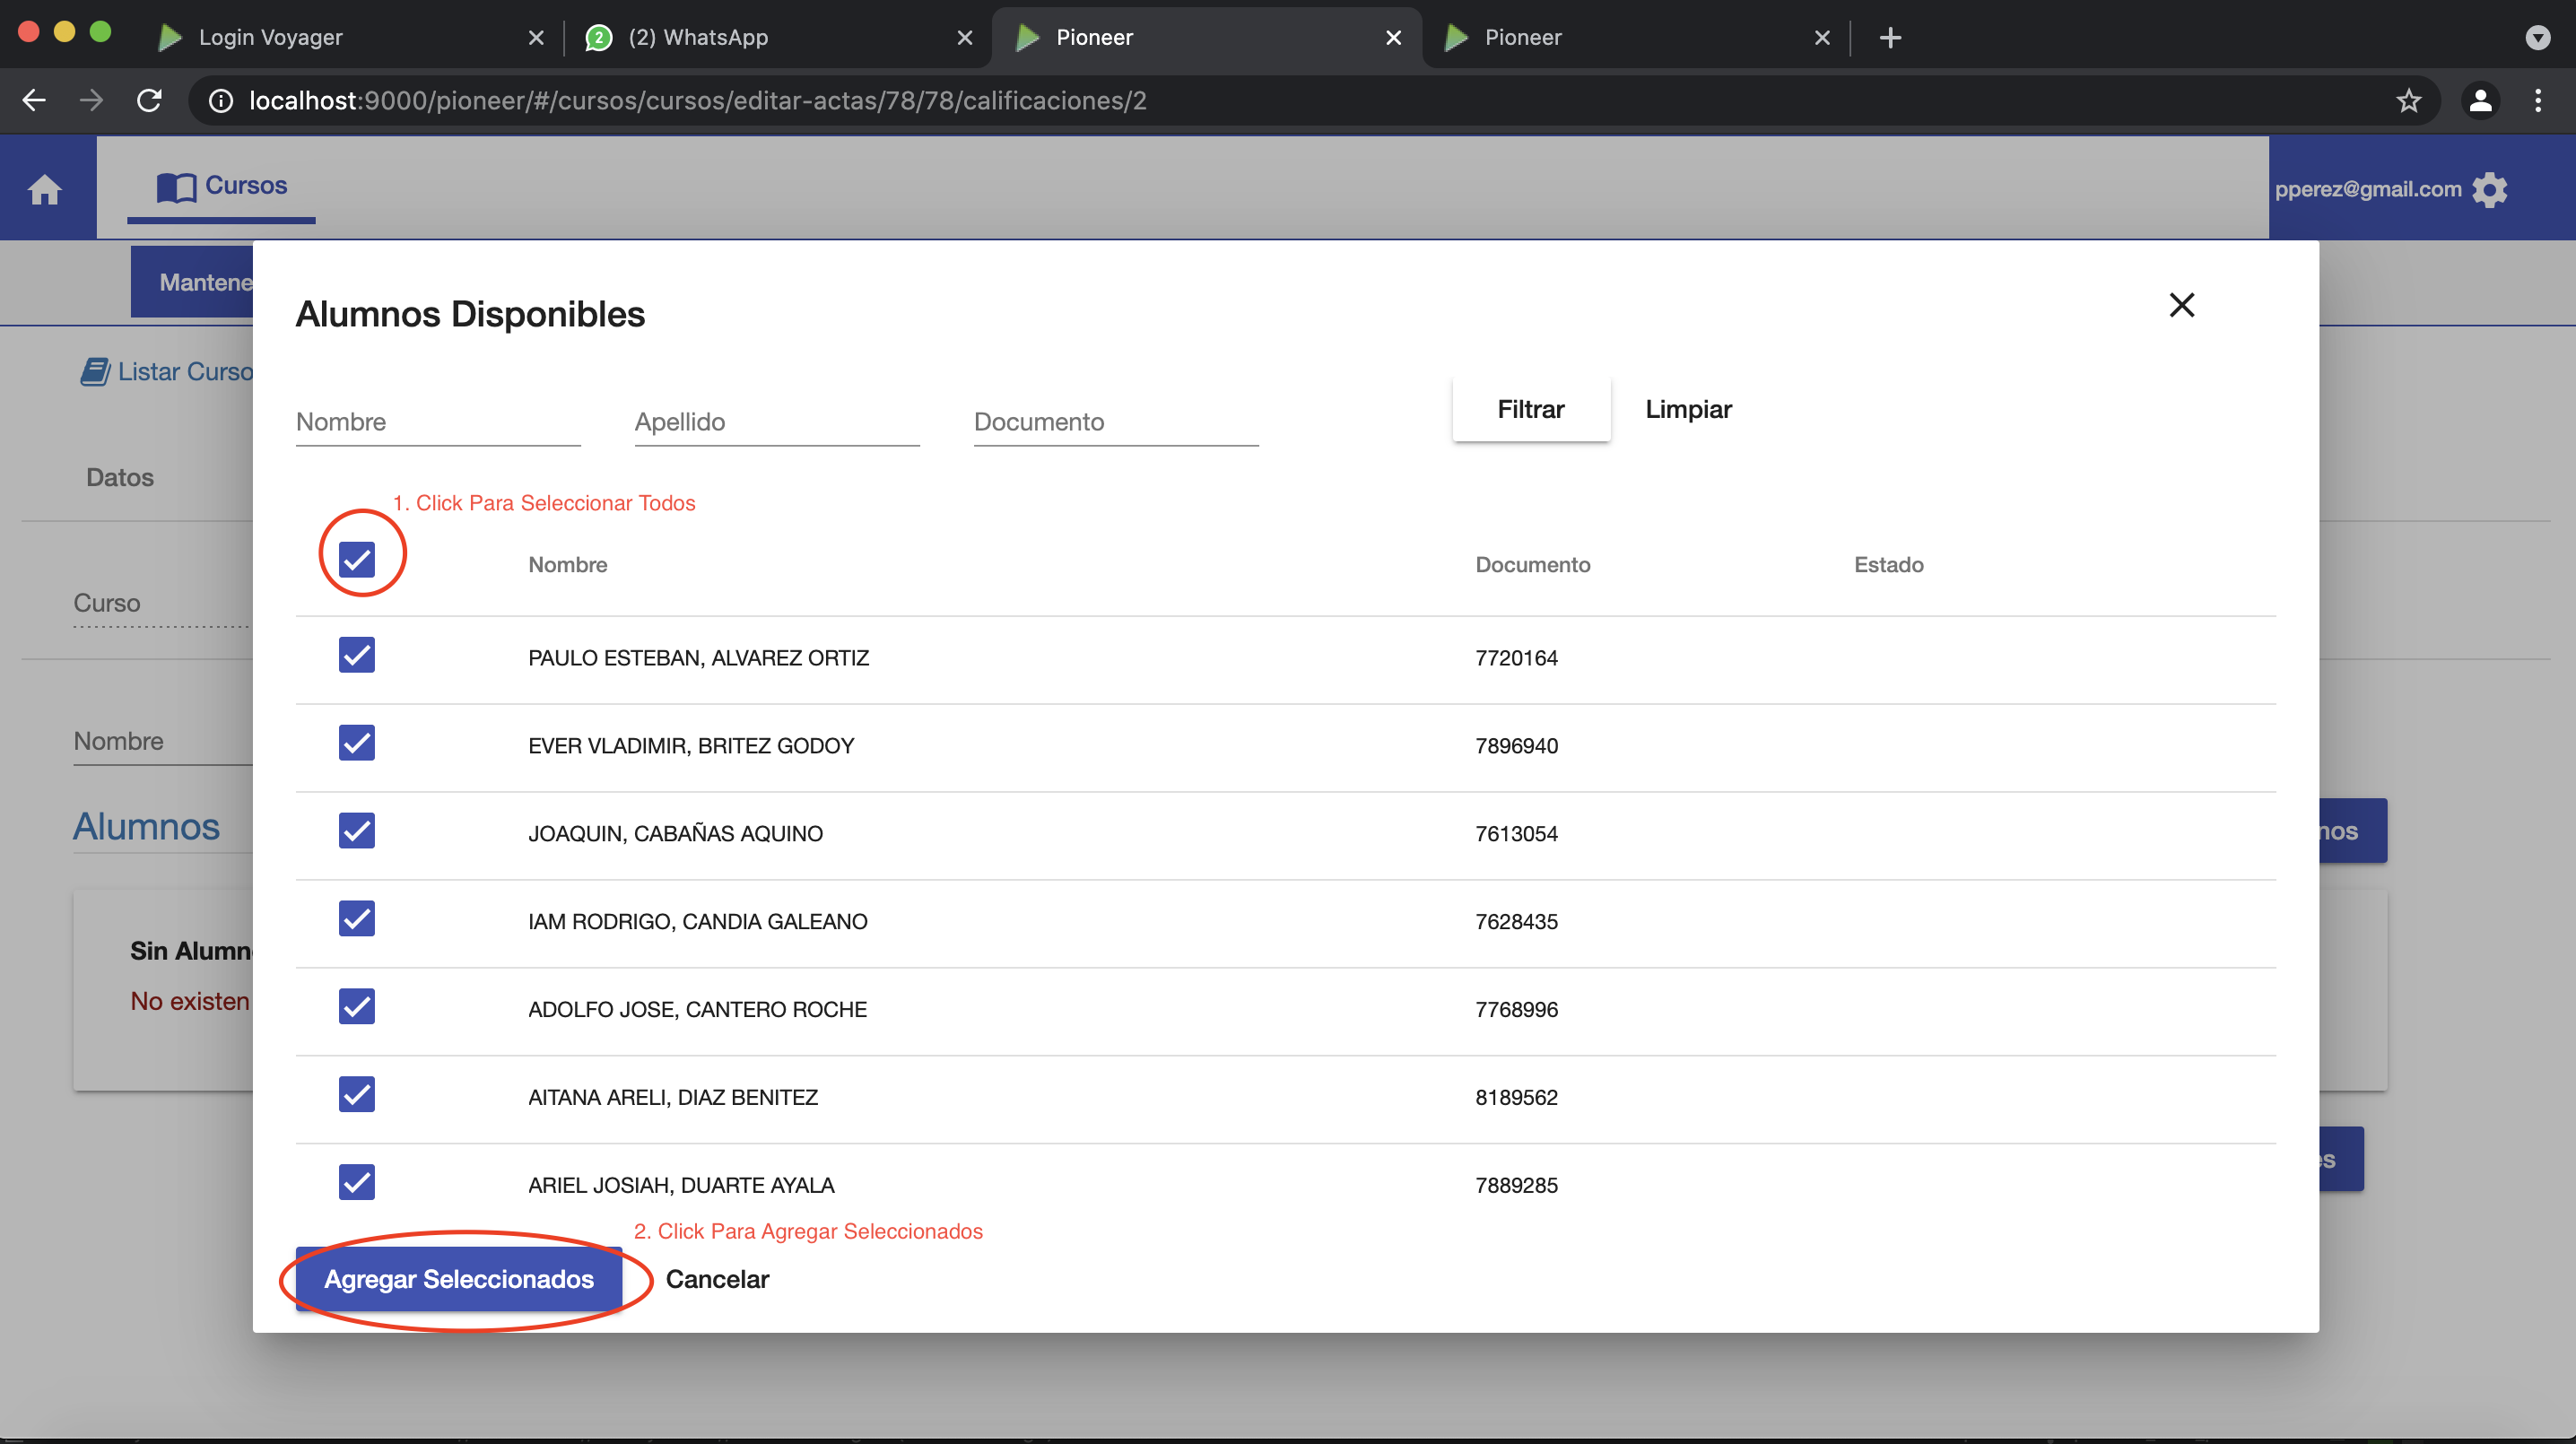 Login Voyager
2
(2) WhatsApp
Pioneer
Pioneer
localhost:9000/pioneer/#/cursos/cursos/editar-actas/78/78/calificaciones/2
Cursos
pperez@gmail.com
Mantene
Listar Curso
Datos
Curso
Nombre
Alumnos
Sin Alumn
No existen
nos
es
Alumnos Disponibles
Nombre
Apellido
Documento
Filtrar
Limpiar
1. Click Para Seleccionar Todos
Nombre
Documento
Estado
PAULO ESTEBAN, ALVAREZ ORTIZ
7720164
EVER VLADIMIR, BRITEZ GODOY
7896940
JOAQUIN, CABAÑAS AQUINO
7613054
IAM RODRIGO, CANDIA GALEANO
7628435
ADOLFO JOSE, CANTERO ROCHE
7768996
AITANA ARELI, DIAZ BENITEZ
8189562
ARIEL JOSIAH, DUARTE AYALA
7889285
2. Click Para Agregar Seleccionados
Agregar Seleccionados
Cancelar